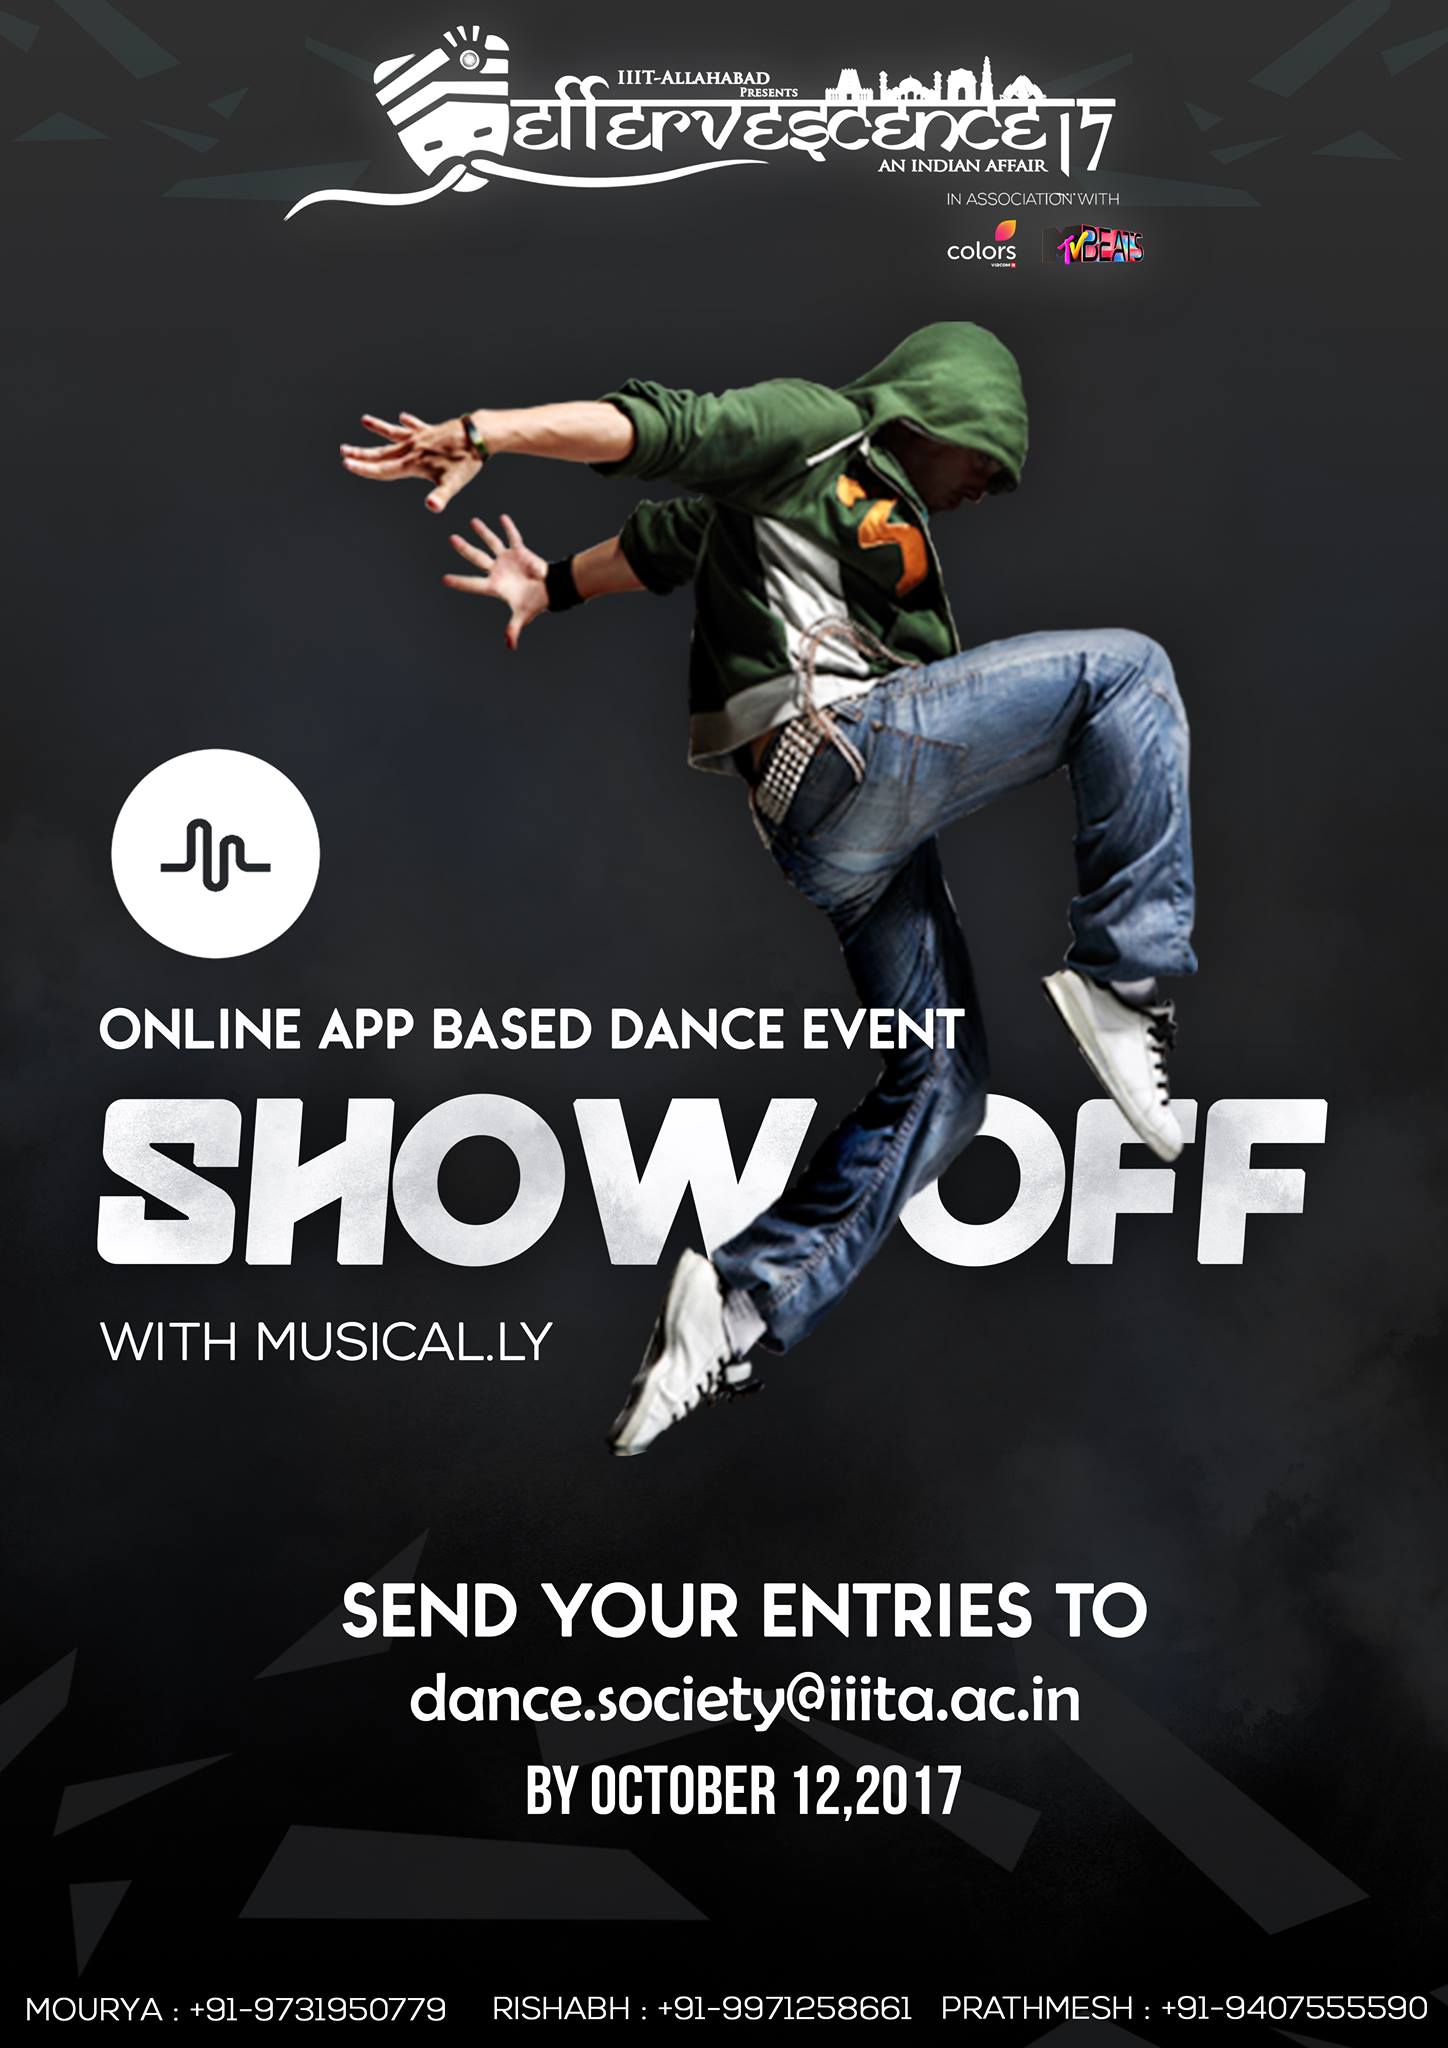 IIIT-ALLAHABAD
PRESENTS
effervescence 17
AN INDIAN AFFAIR
IN ASSOCIATION WITH
colors
VIACOM18
MTV BEATS
ONLINE APP BASED DANCE EVENT
SHOW OFF
WITH MUSICAL.LY
SEND YOUR ENTRIES TO
dance.society@iiita.ac.in
BY OCTOBER 12,2017
MOURYA : +91-9731950779 RISHABH : +91-9971258661 PRATHMESH : +91-9407555590